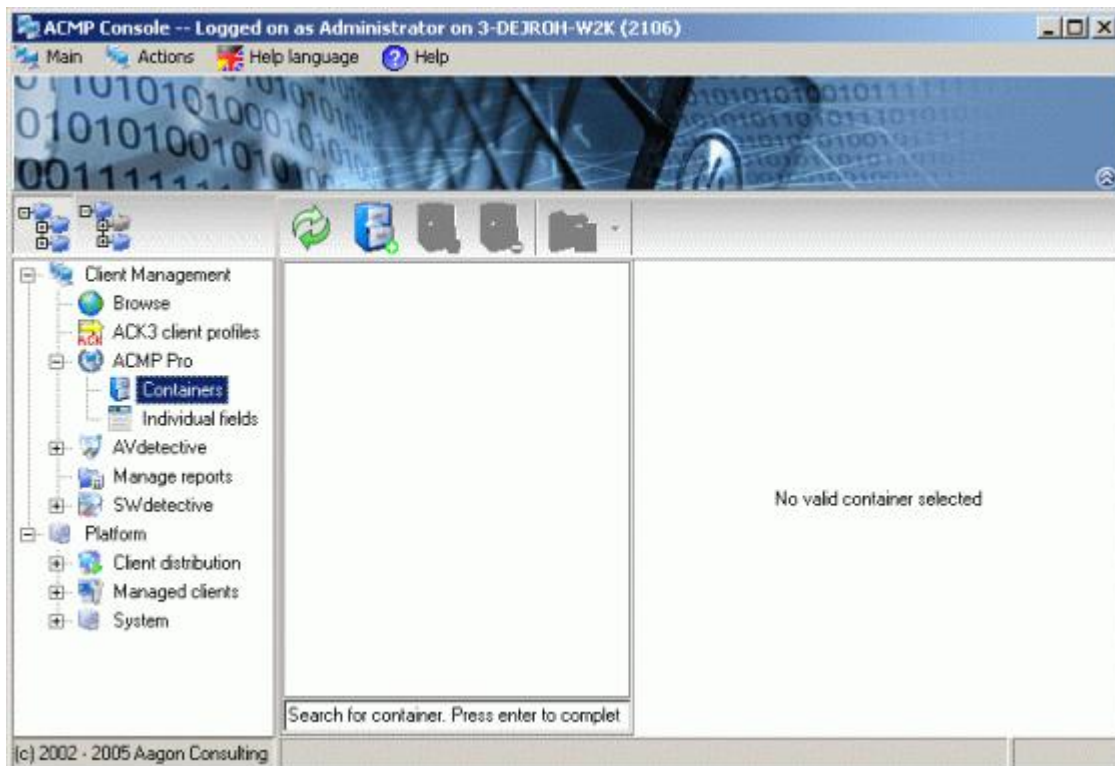 ACMP Console -- Logged on as Administrator on 3-DEJROH-W2K (2106)
Main Actions Help language Help
Client Management
Browse
ACK3 client profiles
ACMP Pro
Containers
Individual fields
AVdetective
Manage reports
SWdetective
Platform
Client distribution
Managed clients
System
No valid container selected
Search for container. Press enter to complet
(c) 2002 - 2005 Aagon Consulting